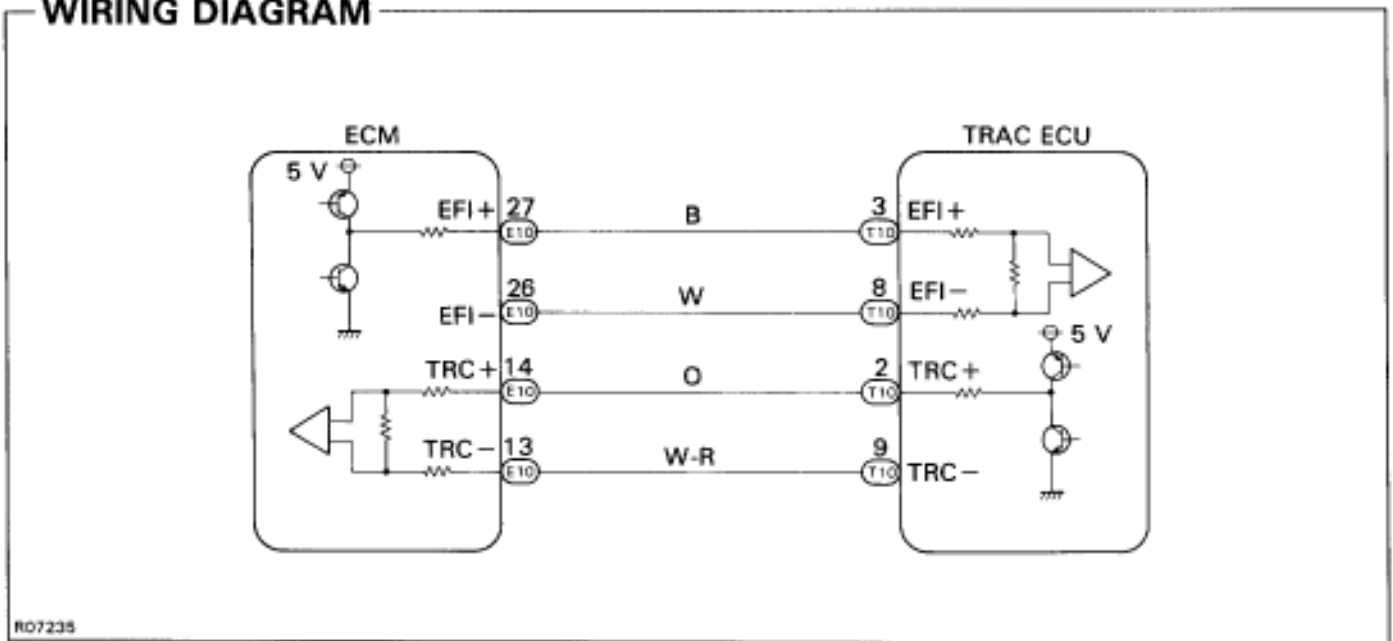 WIRING DIAGRAM
ECM
TRAC ECU
5 V
EFI+ 27 E10 B 3 T10 EFI+
EFI− 26 E10 W 8 T10 EFI−
5 V
TRC+ 14 E10 O 2 T10 TRC+
TRC− 13 E10 W-R 9 T10 TRC−
R07235